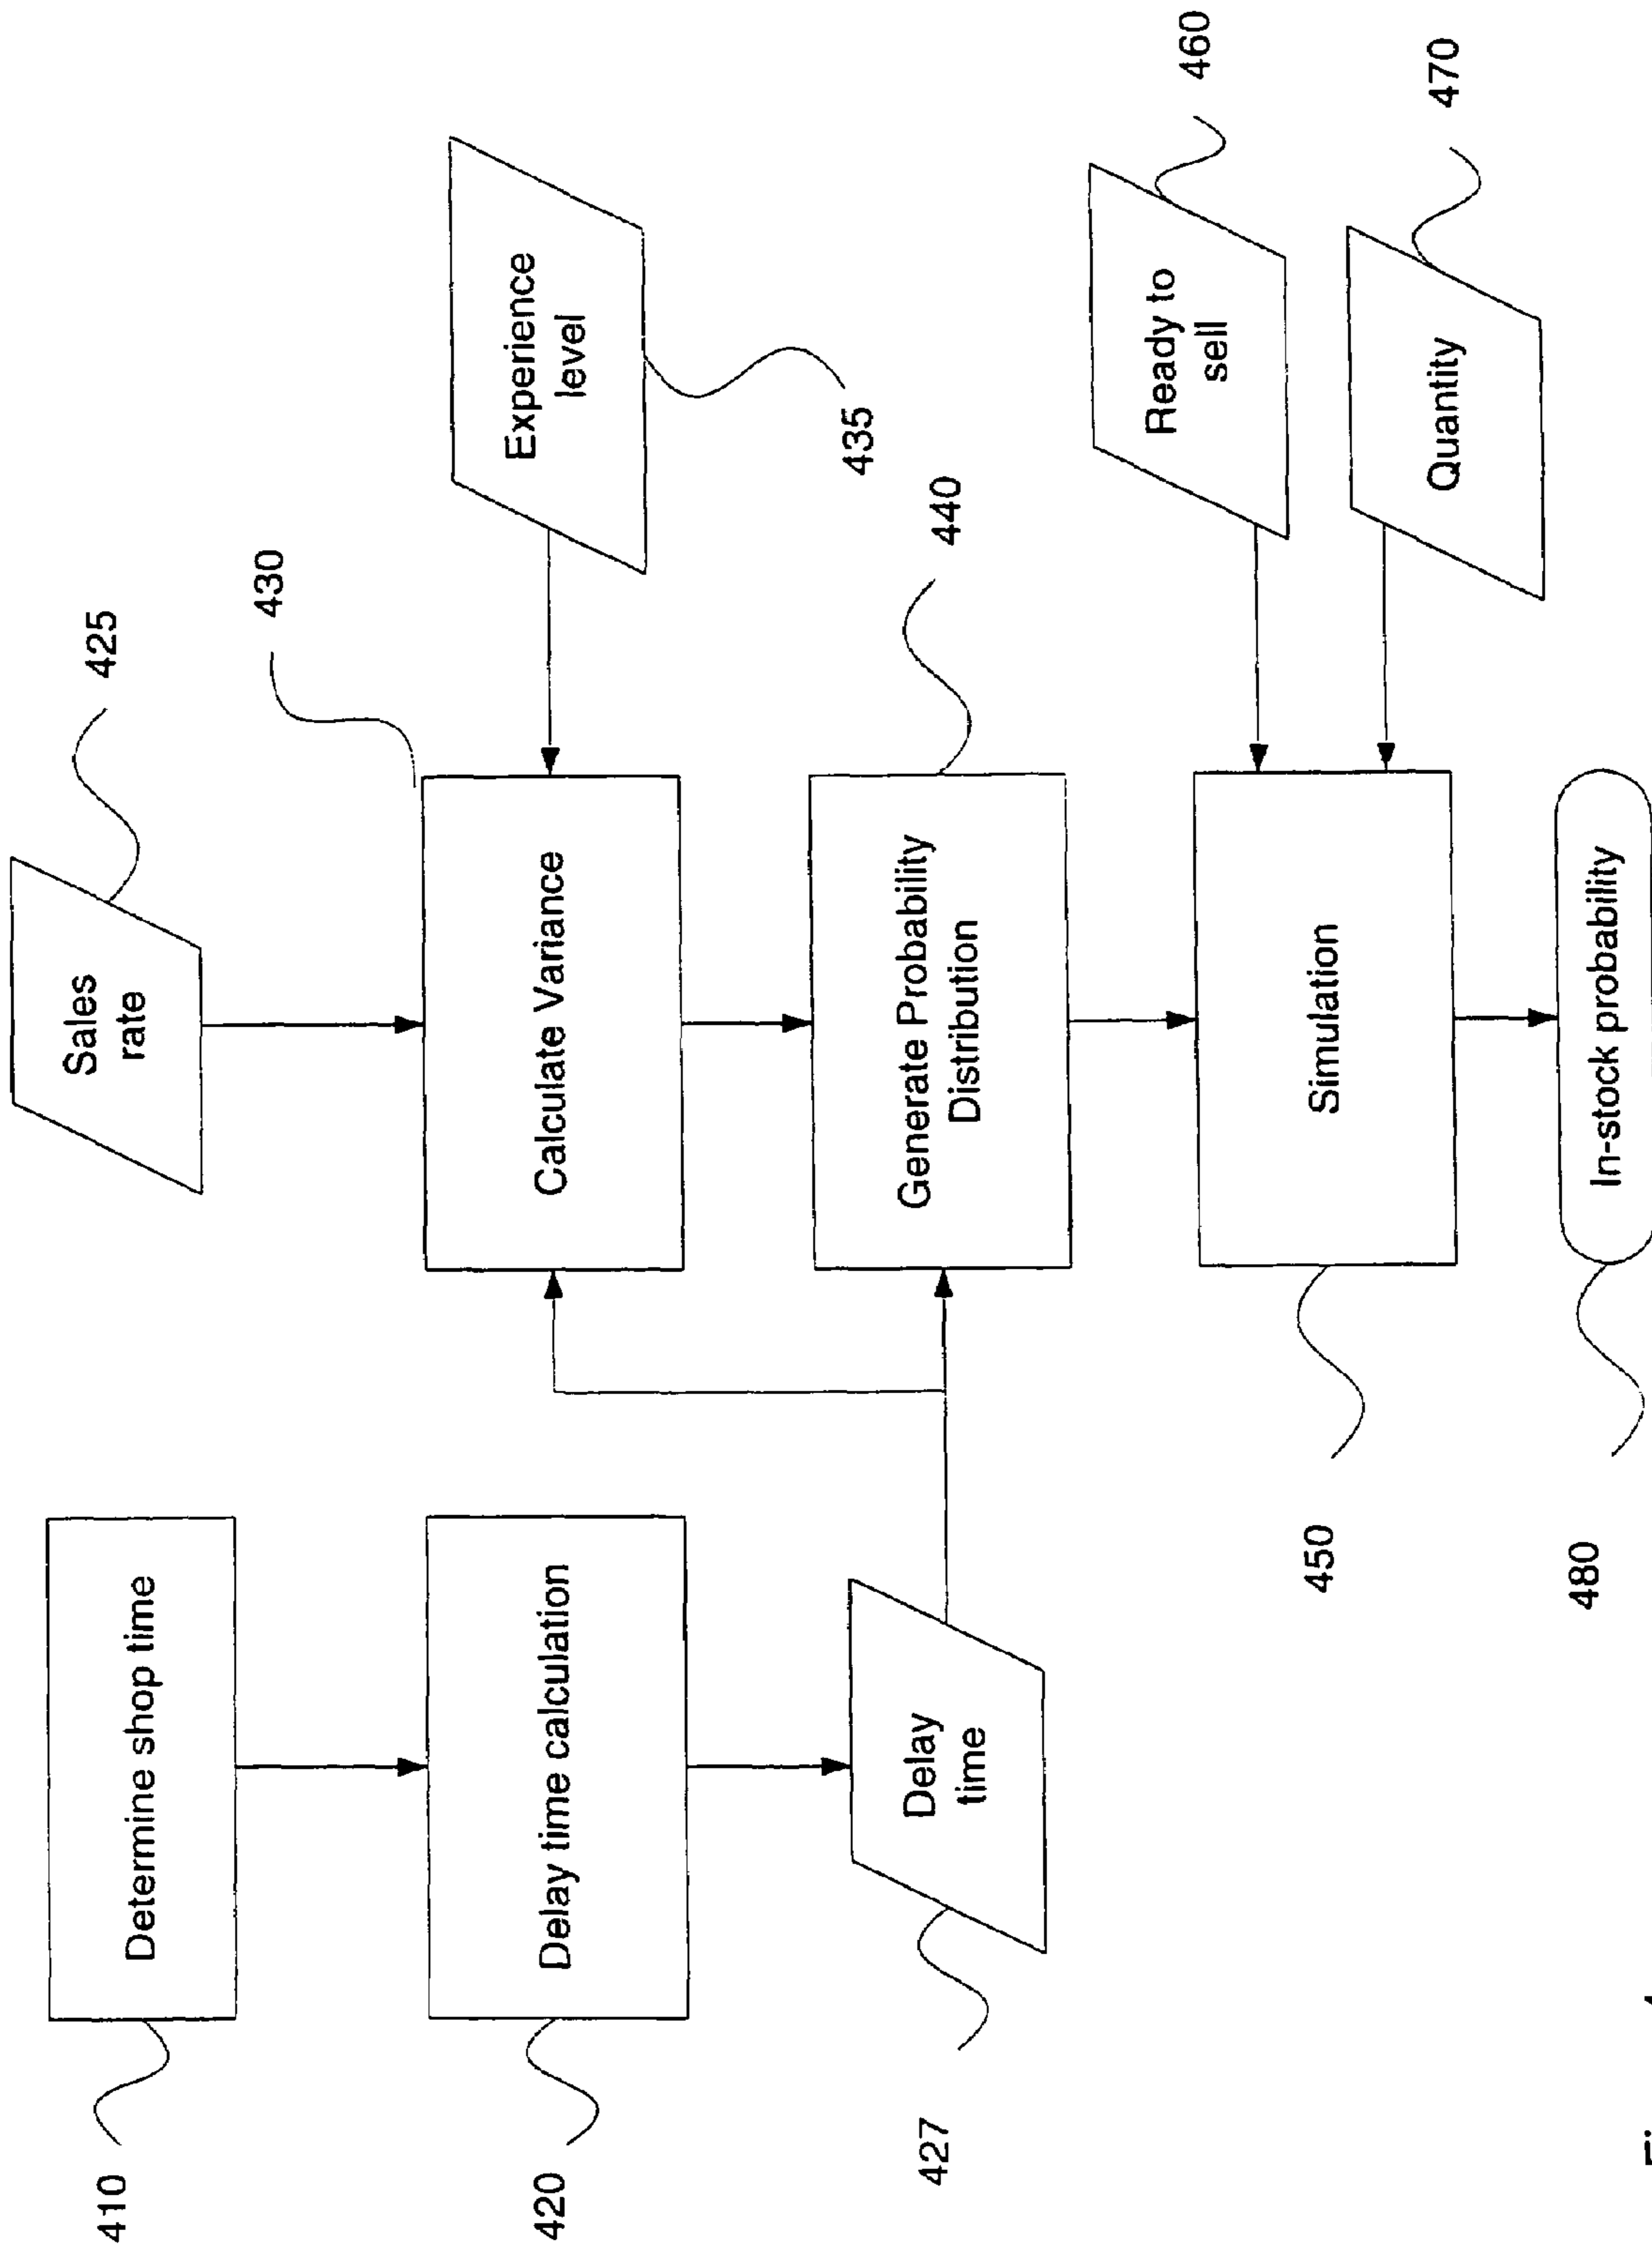 425
Sales
rate
430
410
Determine shop time
Calculate Variance
Experience
level
435
420
Delay time calculation
427
Delay
time
Generate Probability
Distribution
440
450
Simulation
Ready to
sell
460
Quantity
470
480
In-stock probability